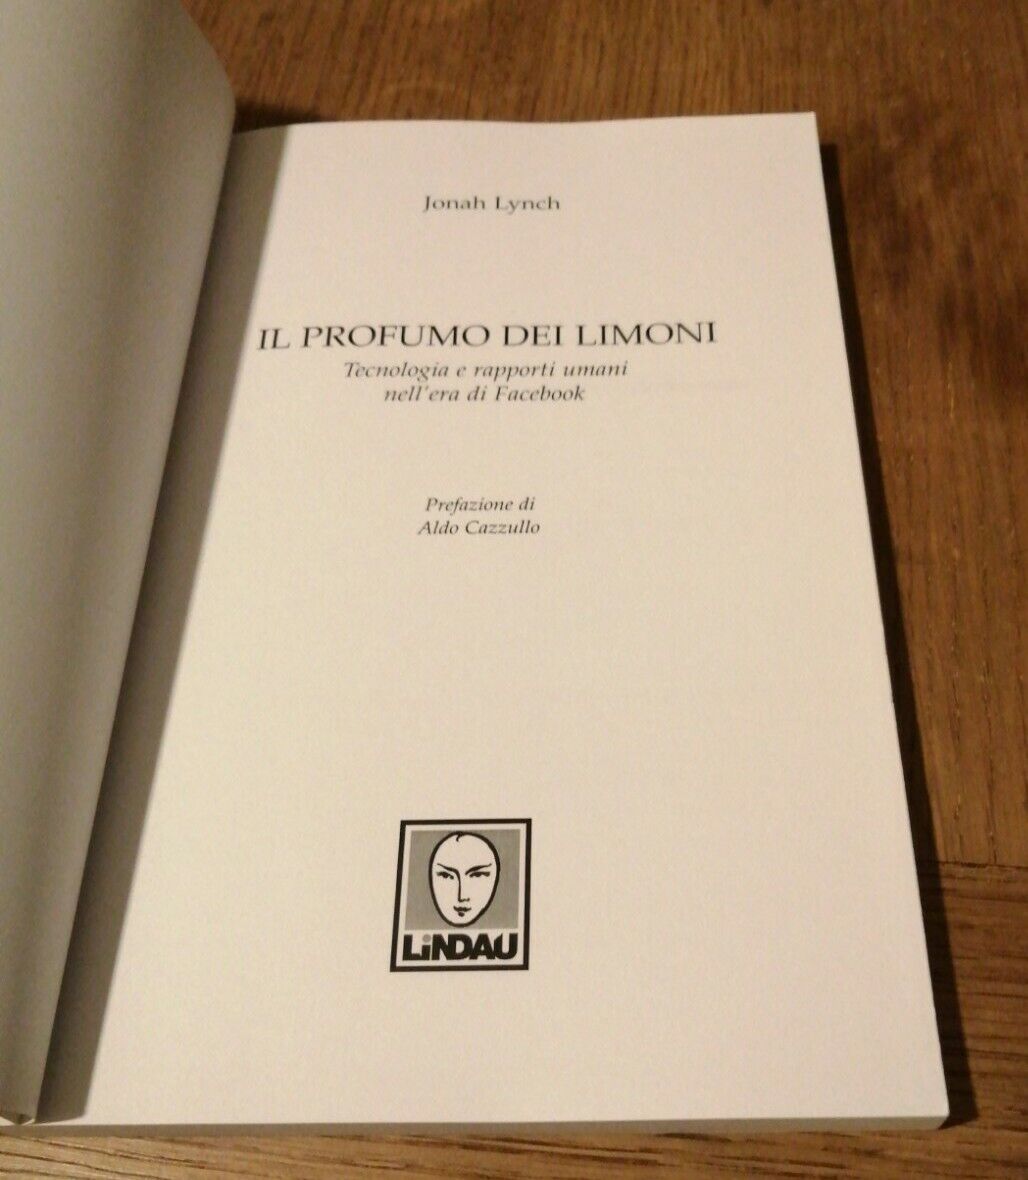 Jonah Lynch
IL PROFUMO DEI LIMONI
Tecnologia e rapporti umani
nell'era di Facebook
Prefazione di
Aldo Cazzullo
LiNDAU